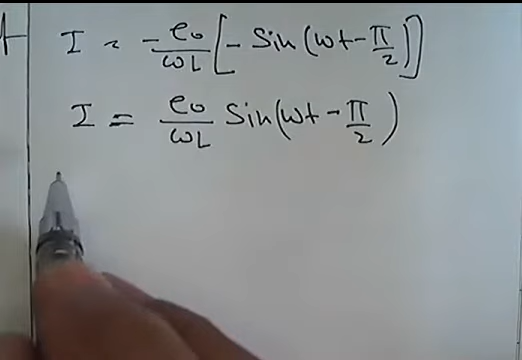 I = -e₀/ωL [- Sin (ωt - π/2)]
I = e₀/ωL Sin (ωt - π/2)